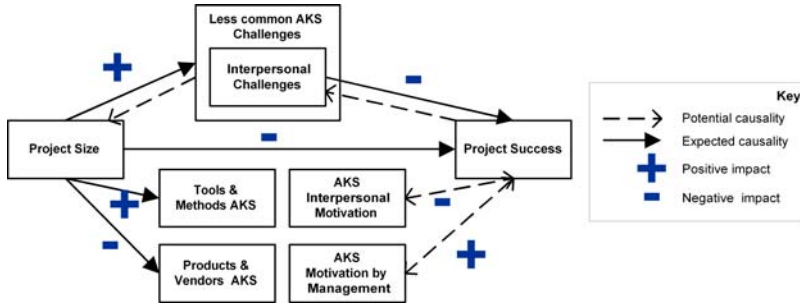 Less common AKS
Challenges
Interpersonal
Challenges
Project Size
Project Success
Tools &
Methods AKS
AKS
Interpersonal
Motivation
Products &
Vendors AKS
AKS
Motivation by
Management
Key
Potential causality
Expected causality
Positive impact
Negative impact